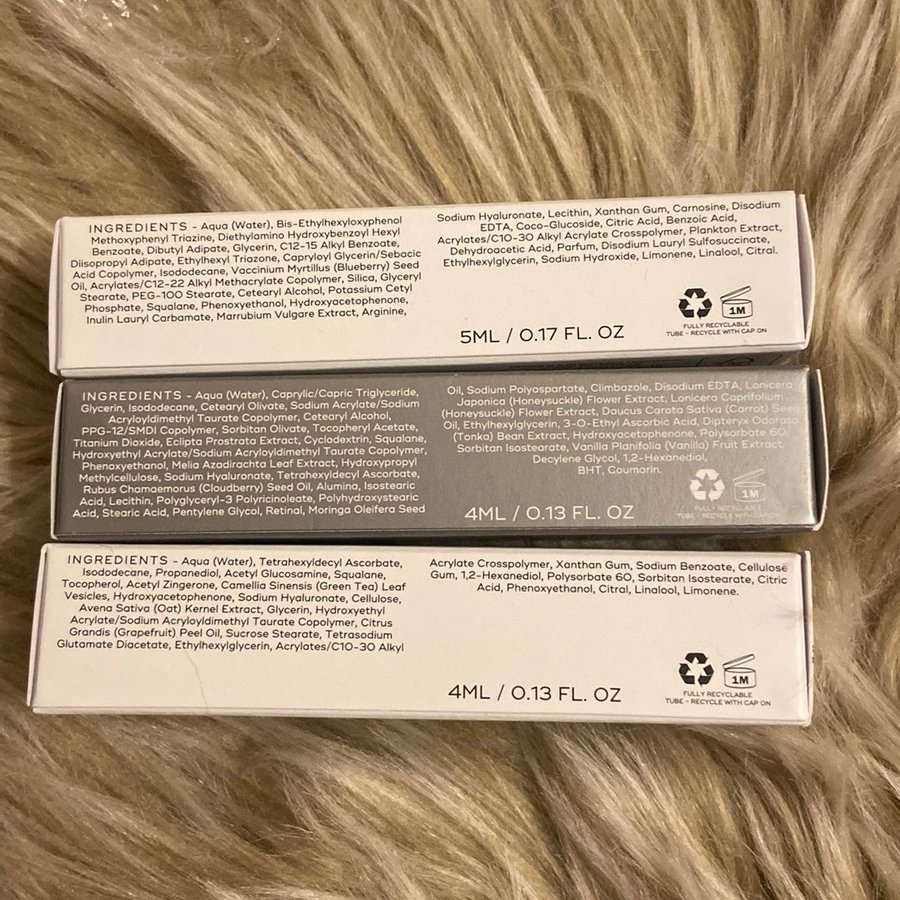 INGREDIENTS - Aqua (Water), Bis-Ethylhexyloxyphenol
Methoxyphenyl Triazine, Diethylamino Hydroxybenzoyl Hexyl
Benzoate, Dibutyl Adipate, Glycerin, C12-15 Alkyl Benzoate,
Diisopropyl Adipate, Ethylhexyl Triazone, Capryloyl Glycerin/Sebacic
Acid Copolymer, Isododecane, Vaccinium Myrtillus (Blueberry) Seed
Oil, Acrylates/C12-22 Alkyl Methacrylate Copolymer, Silica, Glyceryl
Stearate, PEG-100 Stearate, Cetearyl Alcohol, Potassium Cetyl
Phosphate, Squalane, Phenoxyethanol, Hydroxyacetophenone,
Inulin Lauryl Carbamate, Marrubium Vulgare Extract, Arginine,
Sodium Hyaluronate, Lecithin, Xanthan Gum, Carnosine, Disodium
EDTA, Coco-Glucoside, Citric Acid, Benzoic Acid,
Acrylates/C10-30 Alkyl Acrylate Crosspolymer, Plankton Extract,
Dehydroacetic Acid, Parfum, Disodium Lauryl Sulfosuccinate,
Ethylhexylglycerin, Sodium Hydroxide, Limonene, Linalool, Citral.
5ML / 0.17 FL. OZ
1M
FULLY RECYCLABLE
TUBE - RECYCLE WITH CAP ON
INGREDIENTS - Aqua (Water), Caprylic/Capric Triglyceride,
Glycerin, Isododecane, Cetearyl Olivate, Sodium Acrylate/Sodium
Acryloyldimethyl Taurate Copolymer, Cetearyl Alcohol,
PPG-12/SMDI Copolymer, Sorbitan Olivate, Tocopheryl Acetate,
Titanium Dioxide, Eclipta Prostrata Extract, Cyclodextrin, Squalane,
Hydroxyethyl Acrylate/Sodium Acryloyldimethyl Taurate Copolymer,
Phenoxyethanol, Melia Azadirachta Leaf Extract, Hydroxypropyl
Methylcellulose, Sodium Hyaluronate, Tetrahexyldecyl Ascorbate,
Rubus Chamaemorus (Cloudberry) Seed Oil, Alumina, Isostearic
Acid, Lecithin, Polyglyceryl-3 Polyricinoleate, Polyhydroxystearic
Acid, Stearic Acid, Pentylene Glycol, Retinal, Moringa Oleifera Seed
Oil, Sodium Polyaspartate, Climbazole, Disodium EDTA, Lonicera
Japonica (Honeysuckle) Flower Extract, Lonicera Caprifolium
(Honeysuckle) Flower Extract, Daucus Carota Sativa (Carrot) Seed
Oil, Ethylhexylglycerin, 3-O-Ethyl Ascorbic Acid, Dipteryx Odorata
(Tonka) Bean Extract, Hydroxyacetophenone, Polysorbate 60,
Sorbitan Isostearate, Vanilla Planifolia (Vanilla) Fruit Extract,
Decylene Glycol, 1,2-Hexanediol,
BHT, Coumarin.
4ML / 0.13 FL. OZ
1M
FULLY RECYCLABLE
TUBE - RECYCLE WITH CAP ON
INGREDIENTS - Aqua (Water), Tetrahexyldecyl Ascorbate,
Isododecane, Propanediol, Acetyl Glucosamine, Squalane,
Tocopherol, Acetyl Zingerone, Camellia Sinensis (Green Tea) Leaf
Vesicles, Hydroxyacetophenone, Sodium Hyaluronate, Cellulose,
Avena Sativa (Oat) Kernel Extract, Glycerin, Hydroxyethyl
Acrylate/Sodium Acryloyldimethyl Taurate Copolymer, Citrus
Grandis (Grapefruit) Peel Oil, Sucrose Stearate, Tetrasodium
Glutamate Diacetate, Ethylhexylglycerin, Acrylates/C10-30 Alkyl
Acrylate Crosspolymer, Xanthan Gum, Sodium Benzoate, Cellulose
Gum, 1,2-Hexanediol, Polysorbate 60, Sorbitan Isostearate, Citric
Acid, Phenoxyethanol, Citral, Linalool, Limonene.
4ML / 0.13 FL. OZ
1M
FULLY RECYCLABLE
TUBE - RECYCLE WITH CAP ON